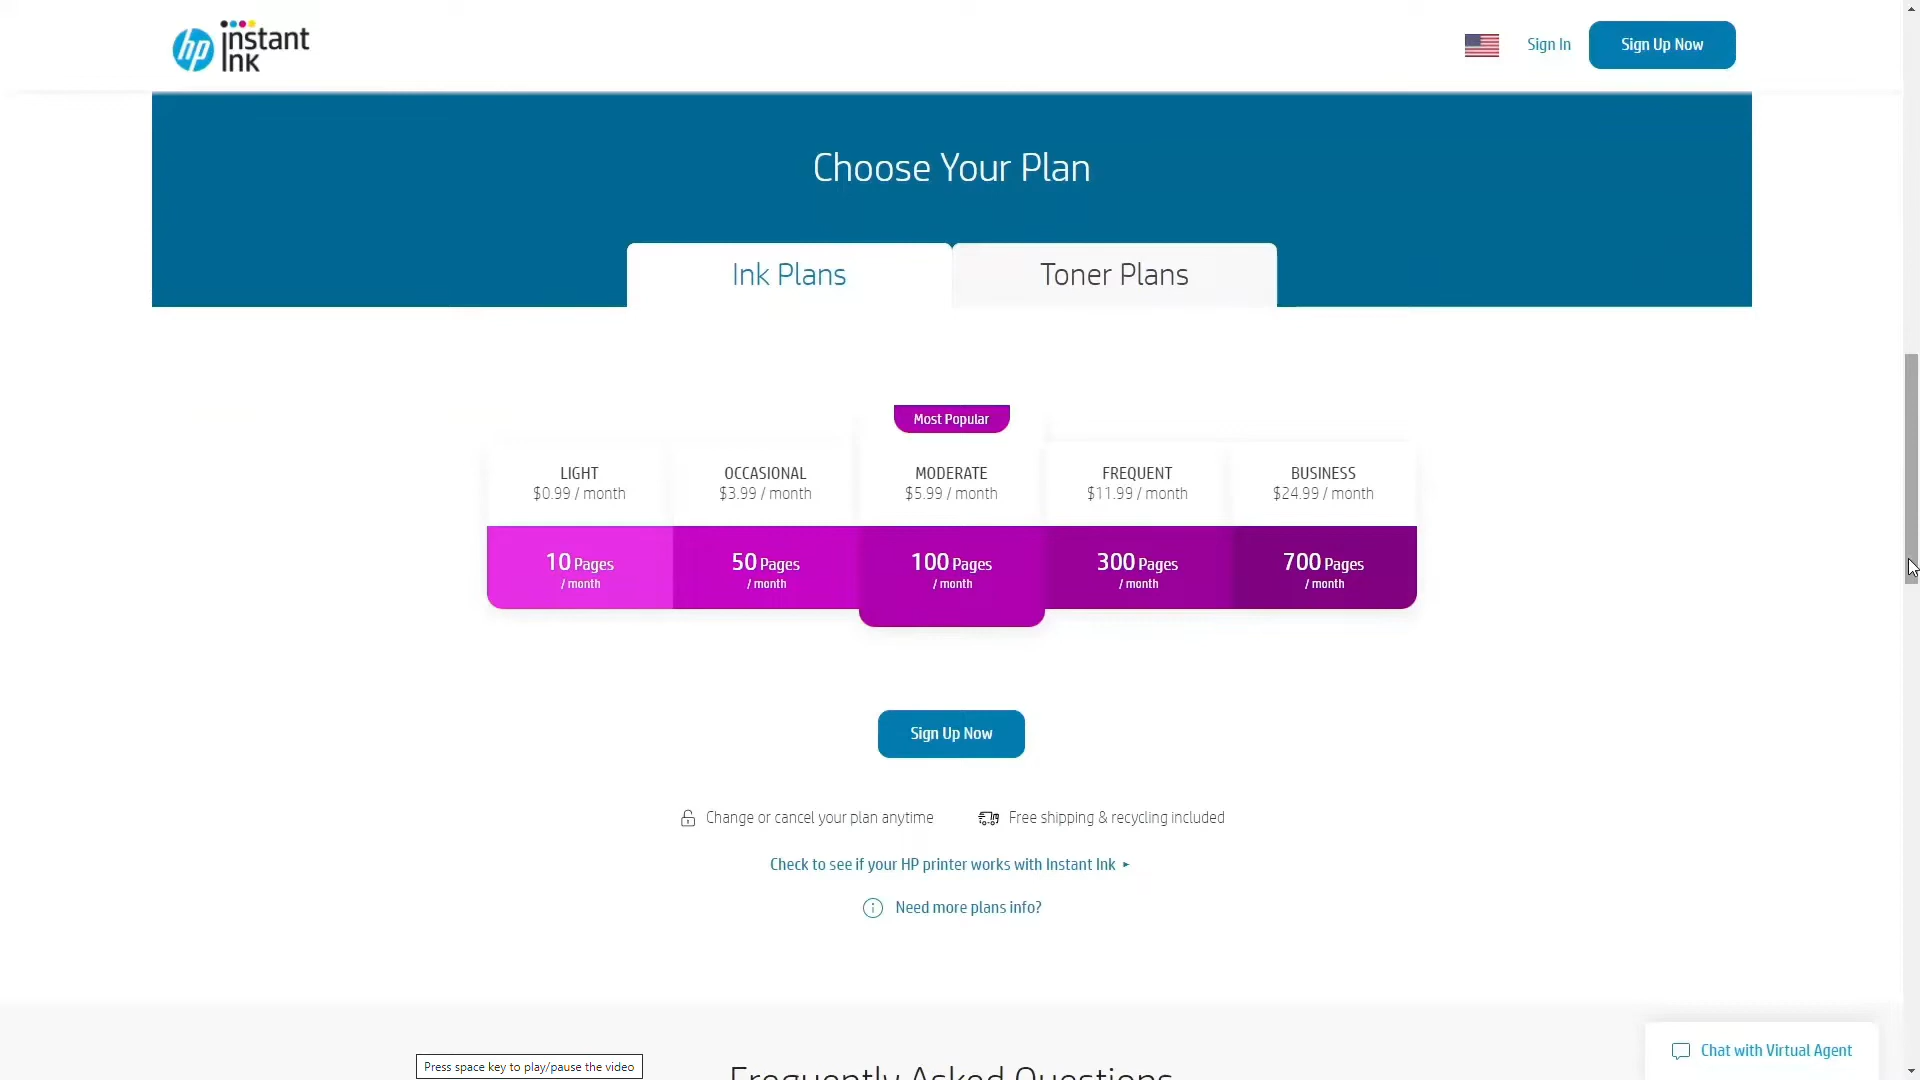 hp instant ink
Sign In
Sign Up Now
Choose Your Plan
Ink Plans
Toner Plans
Most Popular
LIGHT
$0.99 / month
OCCASIONAL
$3.99 / month
MODERATE
$5.99 / month
FREQUENT
$11.99 / month
BUSINESS
$24.99 / month
10 Pages
/ month
50 Pages
/ month
100 Pages
/ month
300 Pages
/ month
700 Pages
/ month
Sign Up Now
Change or cancel your plan anytime
Free shipping & recycling included
Check to see if your HP printer works with Instant Ink
Need more plans info?
Chat with Virtual Agent
Press space key to play/pause the video
Frequently Asked Questions